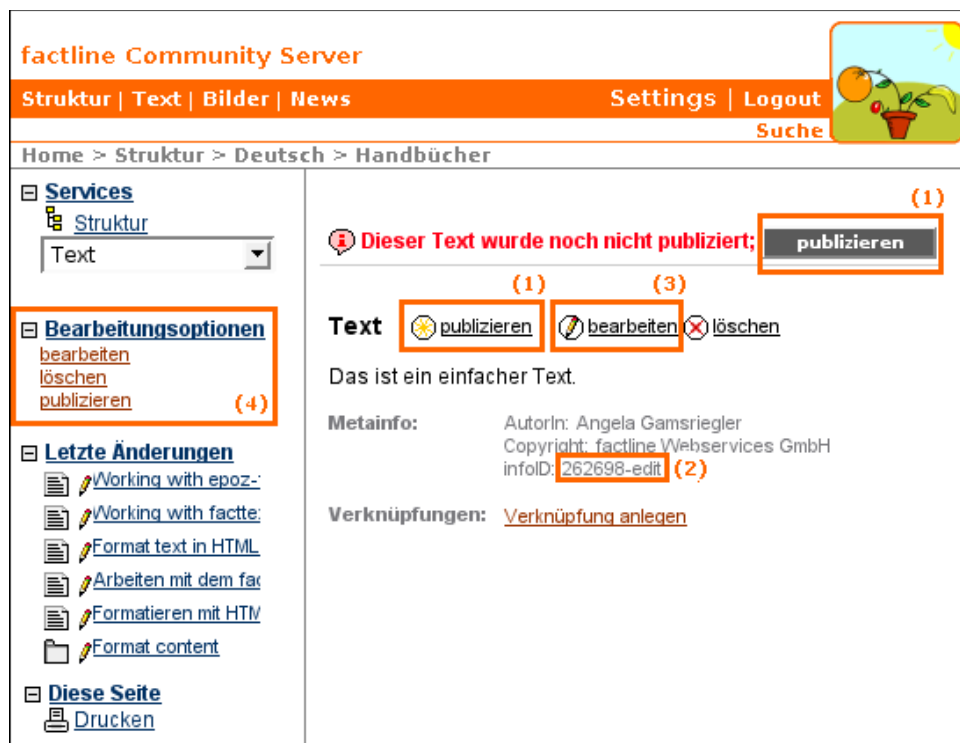 factline Community Server
Struktur | Text | Bilder | News
Settings | Logout
Suche
Home > Struktur > Deutsch > Handbücher
Services
Struktur
Text
Bearbeitungsoptionen
bearbeiten
löschen
publizieren
(4)
Letzte Änderungen
Working with epoz-
Working with factte
Format text in HTML
Arbeiten mit dem fac
Formatieren mit HTM
Format content
Diese Seite
Drucken
(1)
Dieser Text wurde noch nicht publiziert; publizieren
(1) (3)
Text publizieren bearbeiten löschen
Das ist ein einfacher Text.
Metainfo: AutorIn: Angela Gamsriegler
Copyright: factline Webservices GmbH
infoID: 262698-edit (2)
Verknüpfungen: Verknüpfung anlegen